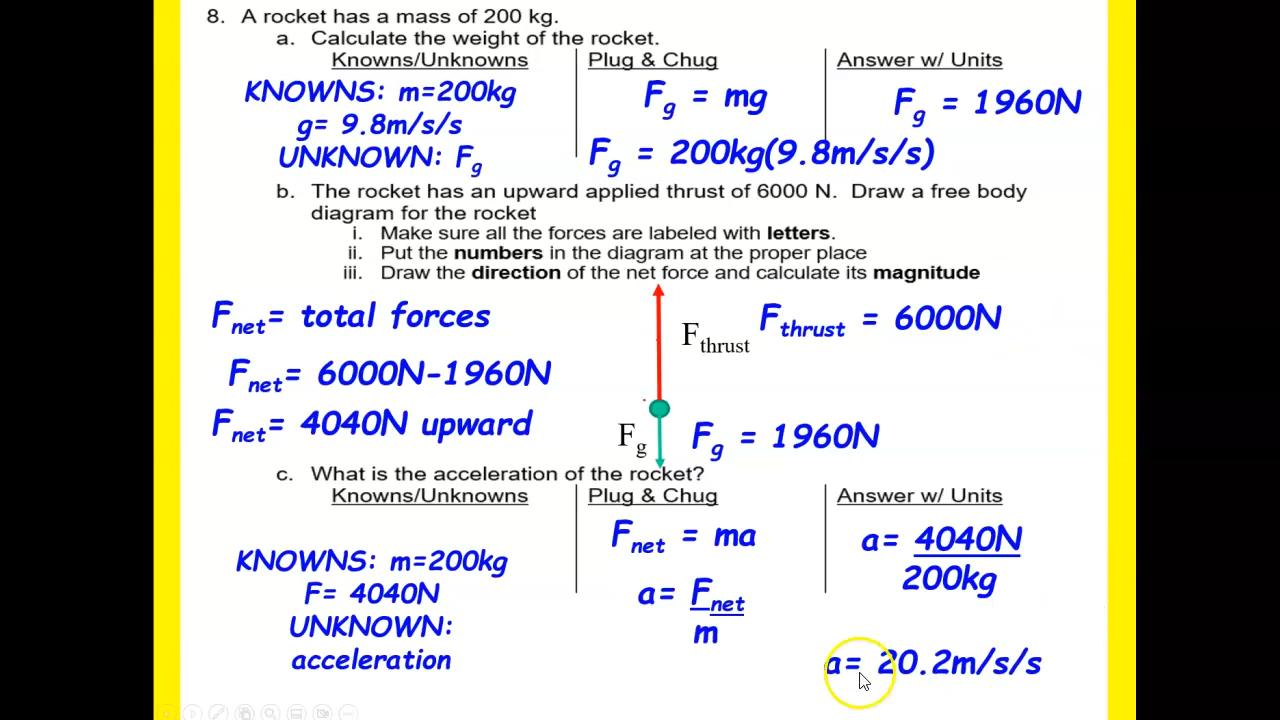 8. A rocket has a mass of 200 kg.
a. Calculate the weight of the rocket.
Knowns/Unknowns
Plug & Chug
Answer w/ Units
KNOWNS: m=200kg
g= 9.8m/s/s
UNKNOWN: Fg
Fg = mg
Fg = 200kg(9.8m/s/s)
Fg = 1960N
b. The rocket has an upward applied thrust of 6000 N. Draw a free body
diagram for the rocket
i. Make sure all the forces are labeled with letters.
ii. Put the numbers in the diagram at the proper place
iii. Draw the direction of the net force and calculate its magnitude
Fnet= total forces
Fnet= 6000N-1960N
Fnet= 4040N upward
Fthrust
Fthrust = 6000N
Fg
Fg = 1960N
c. What is the acceleration of the rocket?
Knowns/Unknowns
Plug & Chug
Answer w/ Units
KNOWNS: m=200kg
F= 4040N
UNKNOWN:
acceleration
Fnet = ma
a= Fnet
m
a= 4040N
200kg
a= 20.2m/s/s